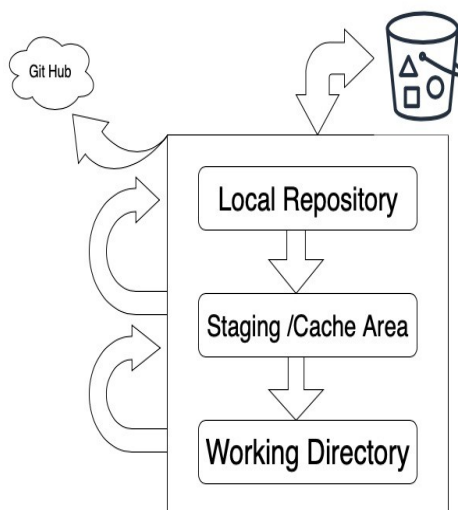 Git Hub
Local Repository
Staging /Cache Area
Working Directory